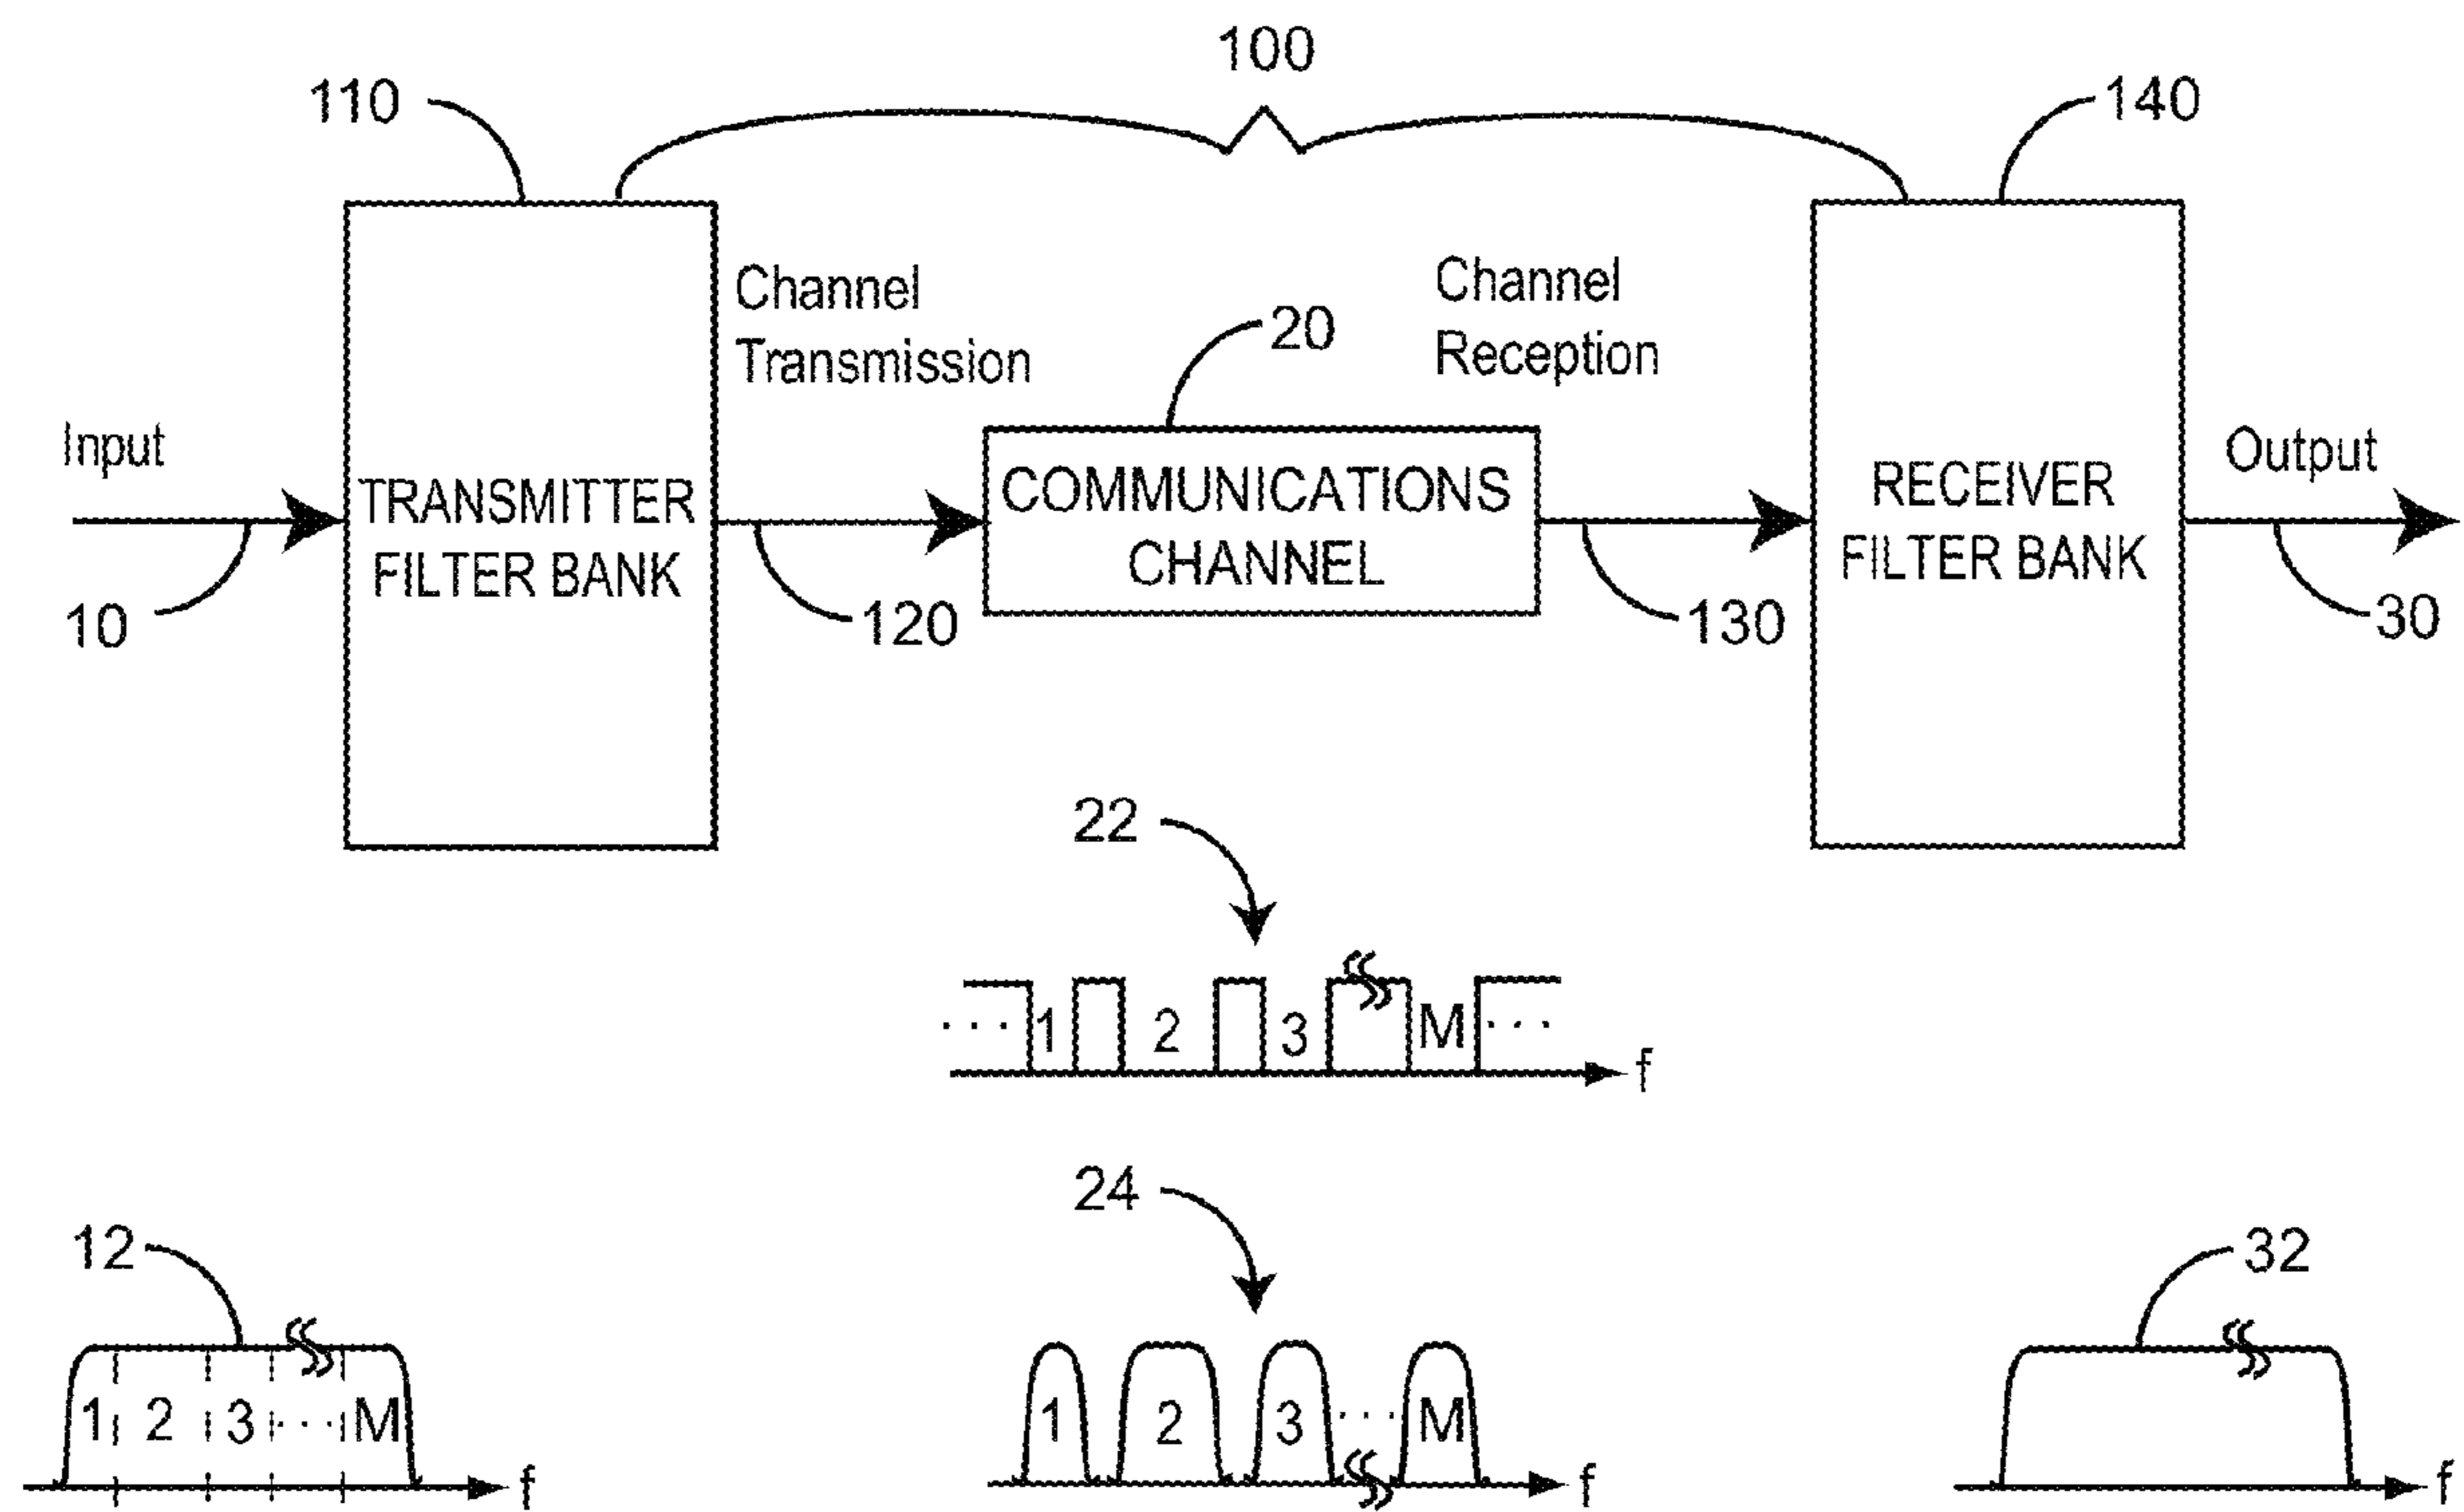 100
110
140
Channel
Transmission
20
Channel
Reception
Input
TRANSMITTER
FILTER BANK
COMMUNICATIONS
CHANNEL
RECEIVER
FILTER BANK
Output
10
120
130
30
22
··· 1 2 3 M ···
f
24
12
32
1 2 3 ··· M
f
1 2 3 ··· M
f
f